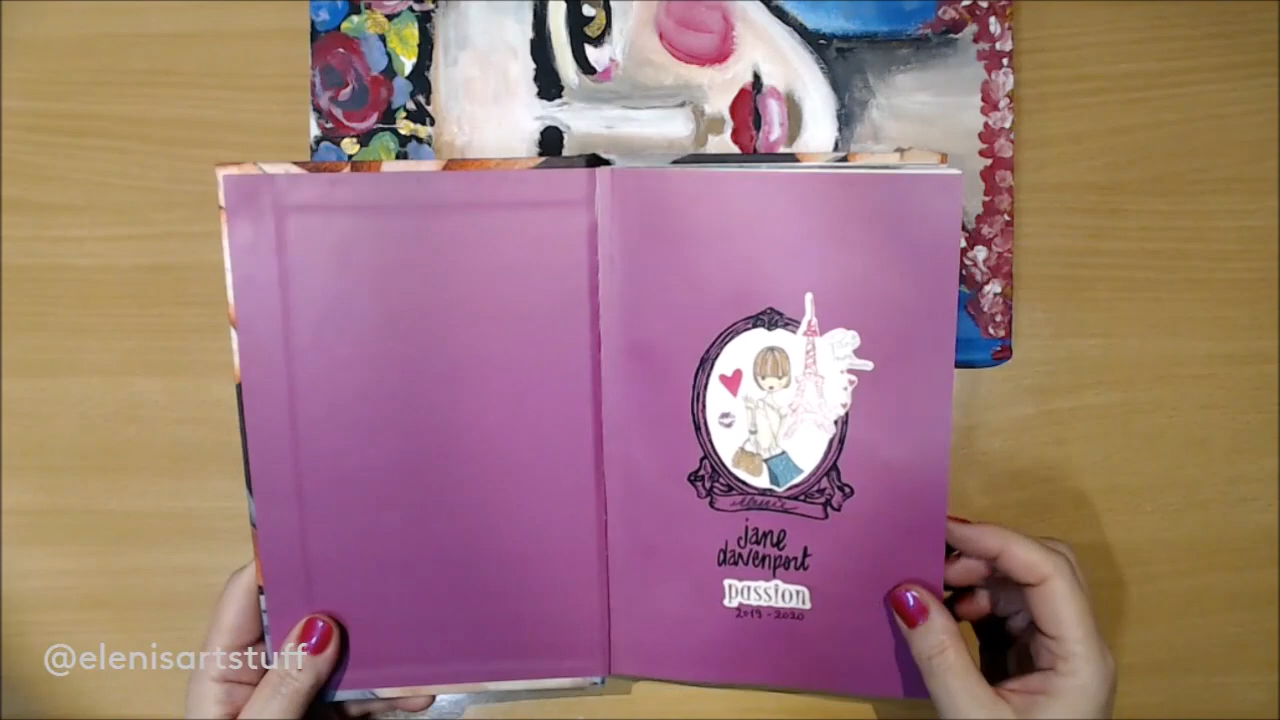 jane
davenport
passion
2019 - 2020
@elenisartstuff